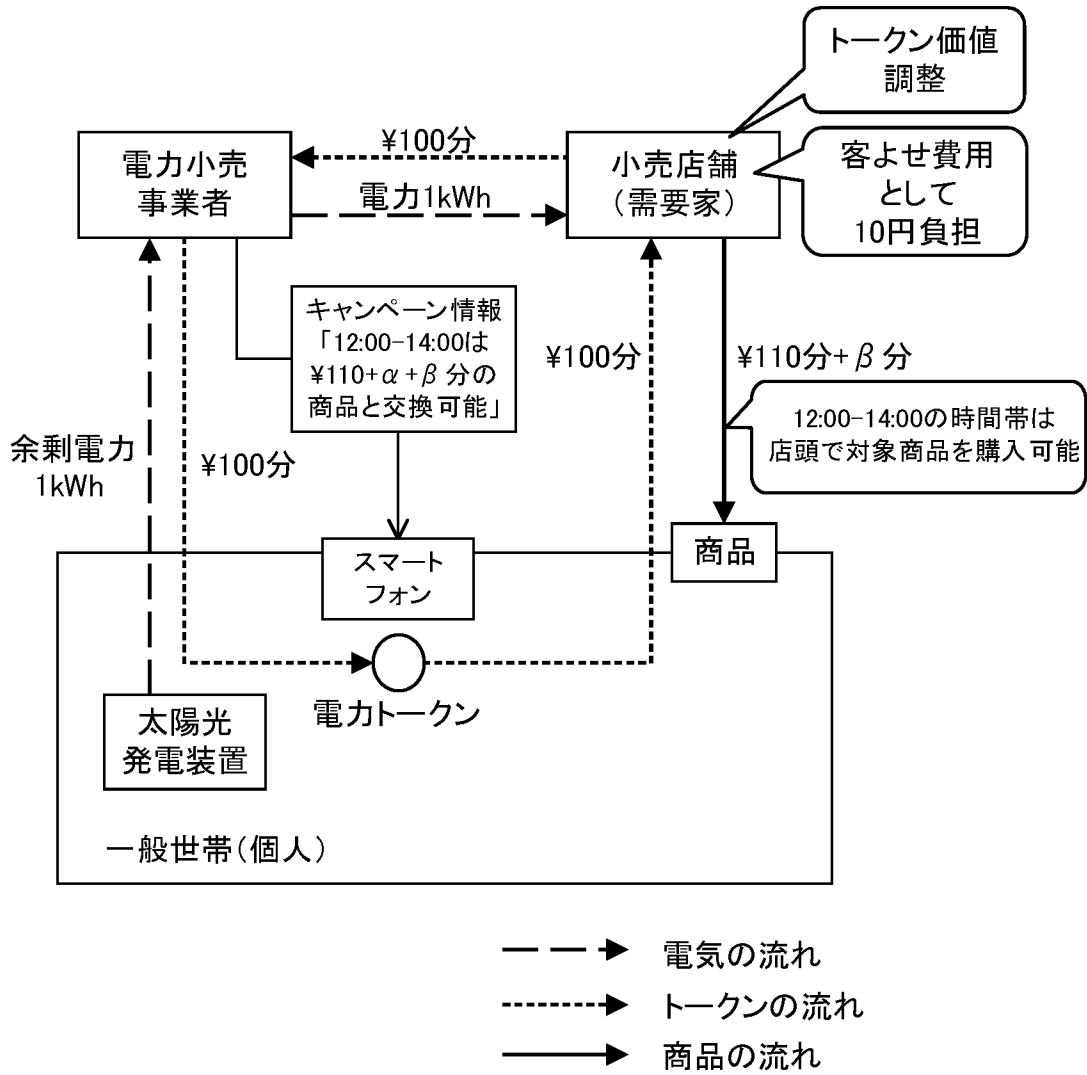 トークン価値
調整
¥100分
電力小売
事業者
小売店舗
（需要家）
客よせ費用
として
10円負担
電力1kWh
キャンペーン情報
「12:00-14:00は
¥110+α+β分の
商品と交換可能」
¥100分
¥110分+β分
12:00-14:00の時間帯は
店頭で対象商品を購入可能
余剰電力
1kWh
¥100分
スマート
フォン
商品
電力トークン
太陽光
発電装置
一般世帯（個人）
電気の流れ
トークンの流れ
商品の流れ